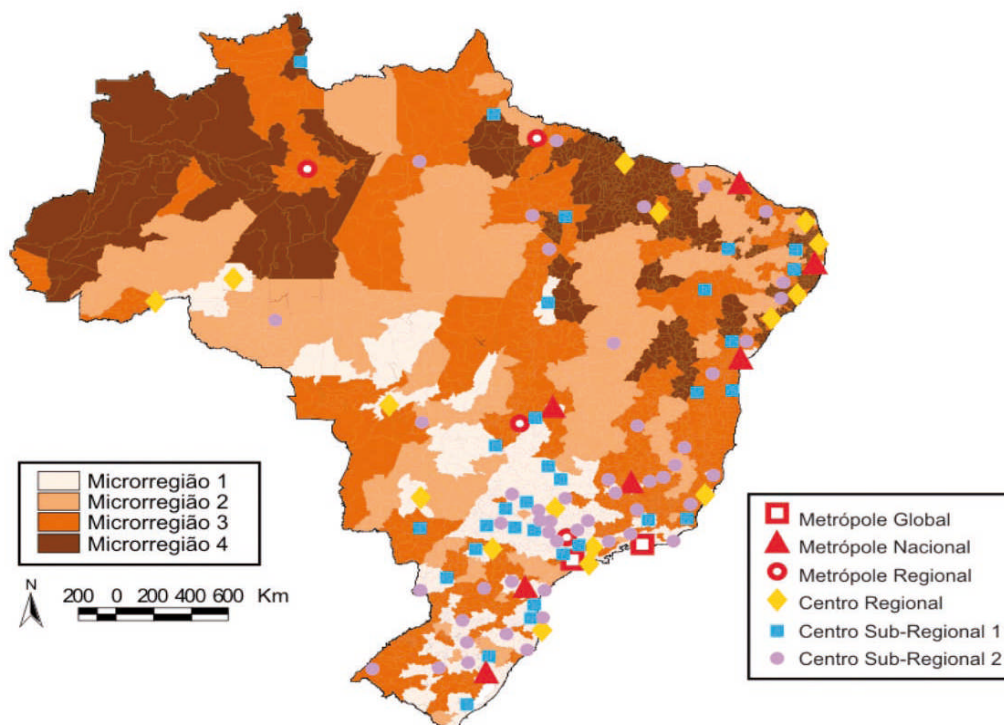 Microrregião 1
Microrregião 2
Microrregião 3
Microrregião 4
N
200 0 200 400 600 Km
Metrópole Global
Metrópole Nacional
Metrópole Regional
Centro Regional
Centro Sub-Regional 1
Centro Sub-Regional 2